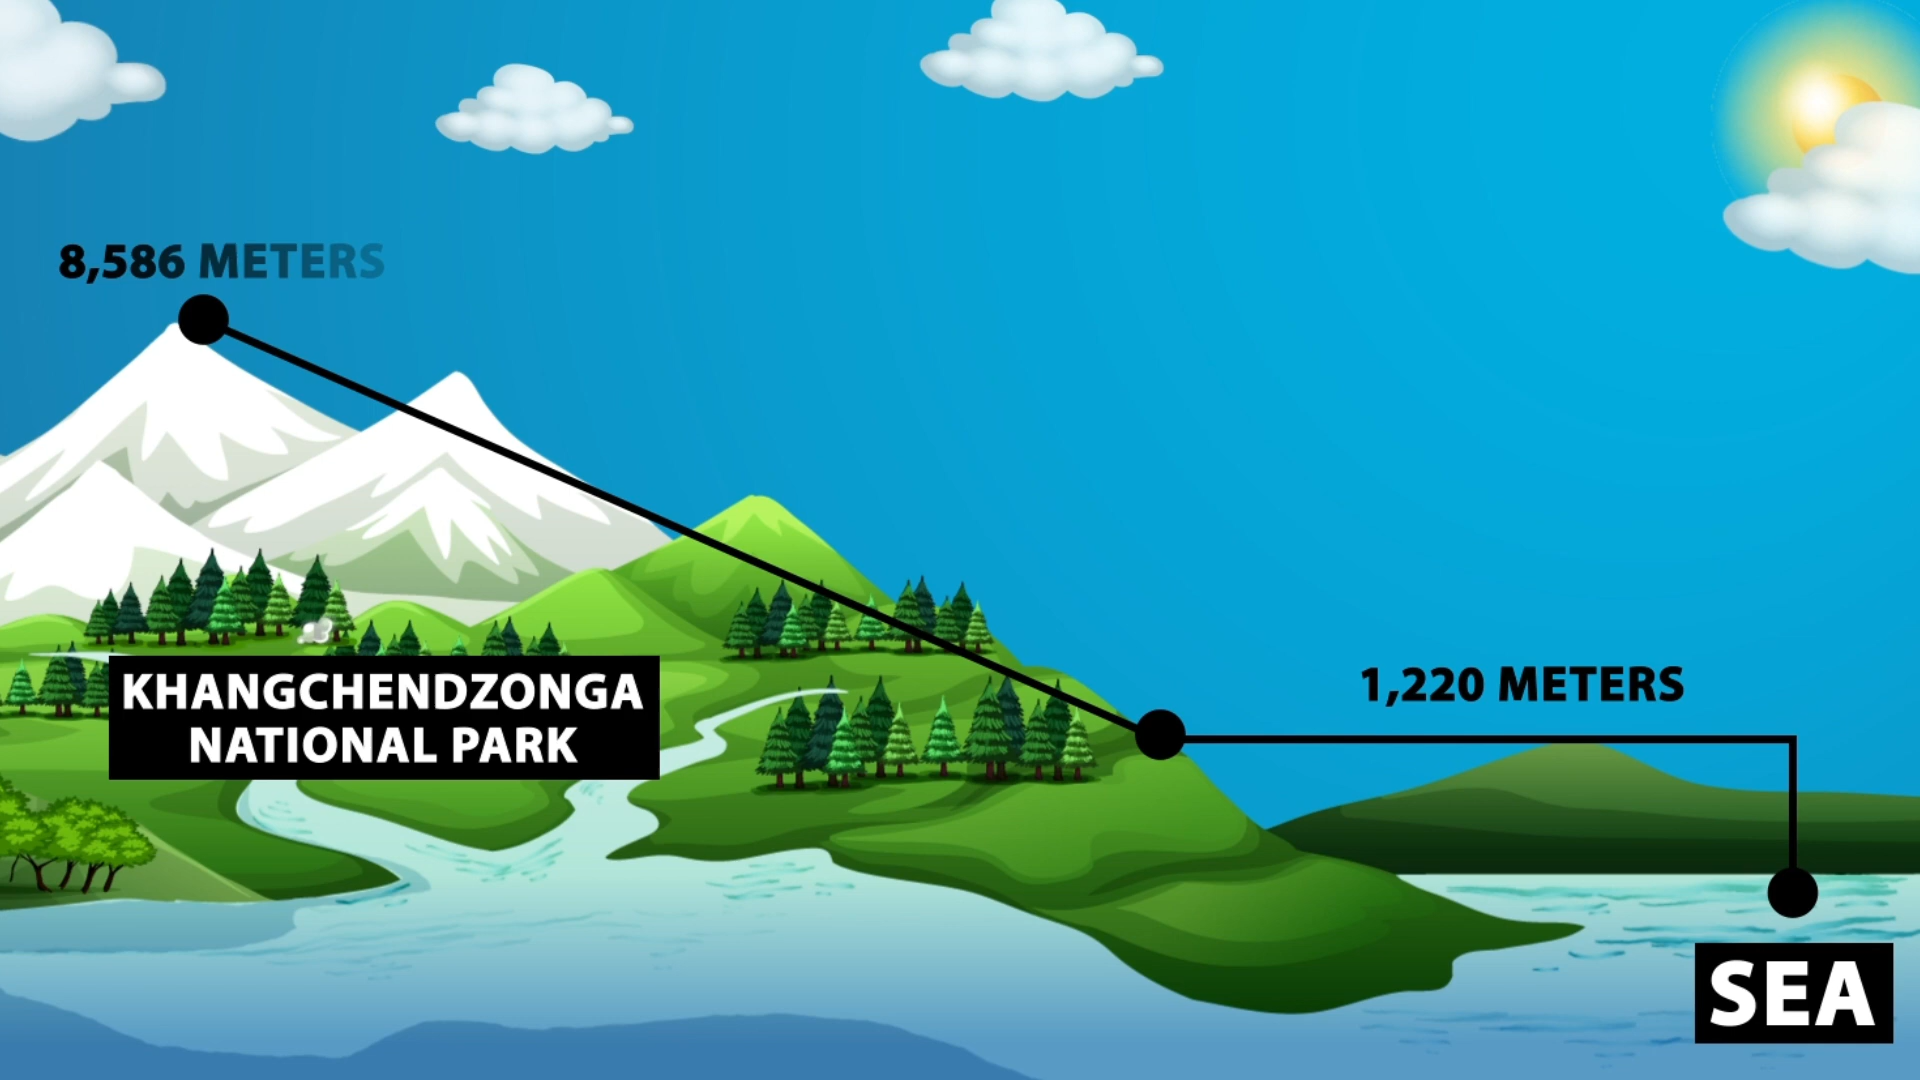 8,586 METERS
KHANGCHENDZONGA
NATIONAL PARK
1,220 METERS
SEA